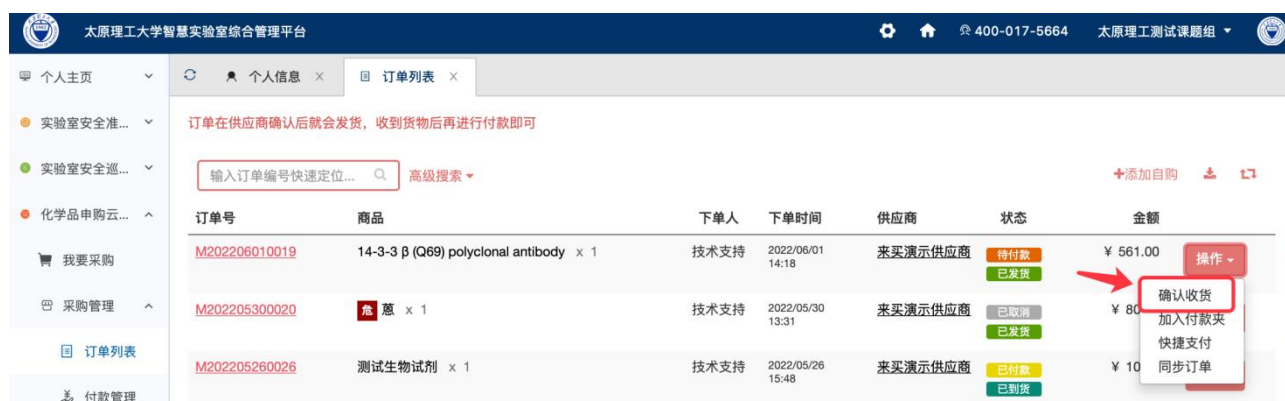 太原理工大学智慧实验室综合管理平台 400-017-5664 太原理工测试课题组
个人主页 个人信息 × 订单列表 ×
实验室安全准... 订单在供应商确认后就会发货，收到货物后再进行付款即可
实验室安全巡... 输入订单编号快速定位... 高级搜索 +添加自购
化学品申购云... 订单号 商品 下单人 下单时间 供应商 状态 金额
我要采购 M202206010019 14-3-3 β (Q69) polyclonal antibody x 1 技术支持 2022/06/01 14:18 来买演示供应商 待付款 已发货 ¥ 561.00 操作
确认收货
采购管理 M202205300020 危 蒽 x 1 技术支持 2022/05/30 13:31 来买演示供应商 已取消 已发货 ¥ 80
加入付款夹
快捷支付
订单列表 M202205260026 测试生物试剂 x 1 技术支持 2022/05/26 15:48 来买演示供应商 已付款 已到货 ¥ 10
同步订单
付款管理